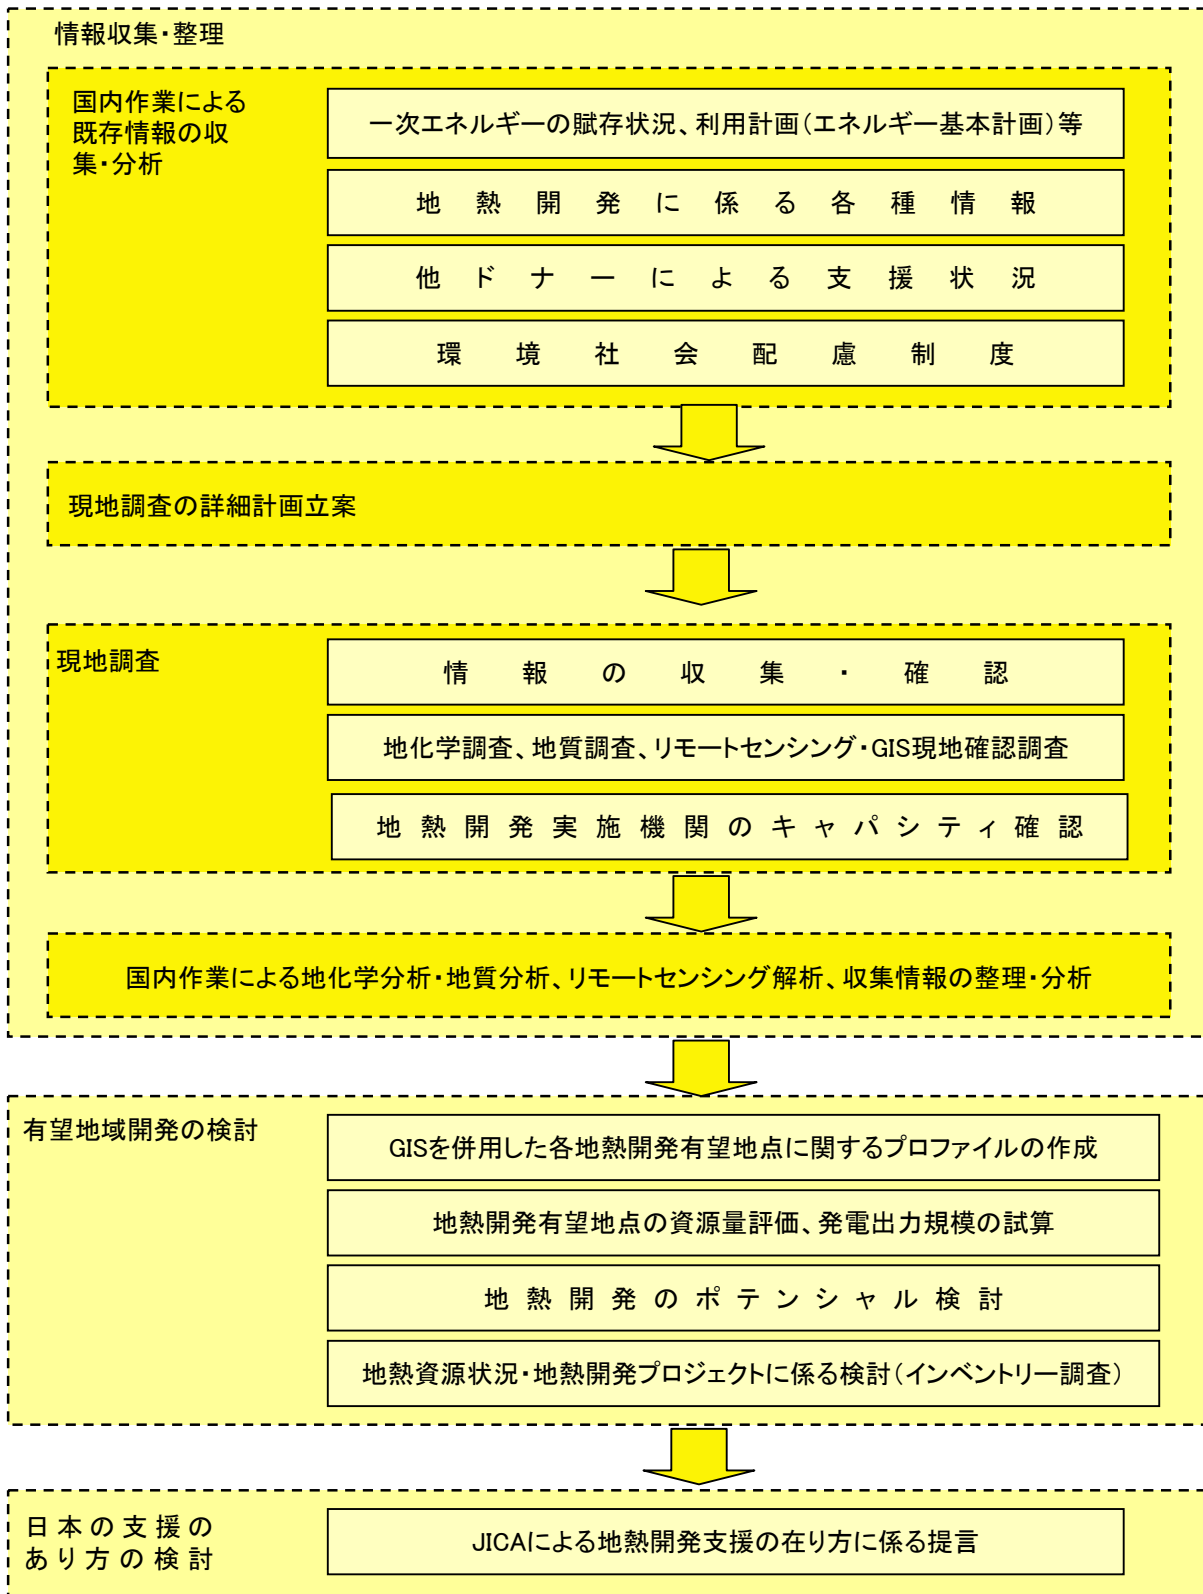 情報収集・整理
国内作業による
既存情報の収
集・分析
一次エネルギーの賦存状況、利用計画(エネルギー基本計画)等
地熱開発に係る各種情報
他ドナーによる支援状況
環境社会配慮制度
現地調査の詳細計画立案
現地調査
情報の収集・確認
地化学調査、地質調査、リモートセンシング・GIS現地確認調査
地熱開発実施機関のキャパシティ確認
国内作業による地化学分析・地質分析、リモートセンシング解析、収集情報の整理・分析
有望地域開発の検討
GISを併用した各地熱開発有望地点に関するプロファイルの作成
地熱開発有望地点の資源量評価、発電出力規模の試算
地熱開発のポテンシャル検討
地熱資源状況・地熱開発プロジェクトに係る検討(インベントリー調査)
日本の支援の
あり方の検討
JICAによる地熱開発支援の在り方に係る提言